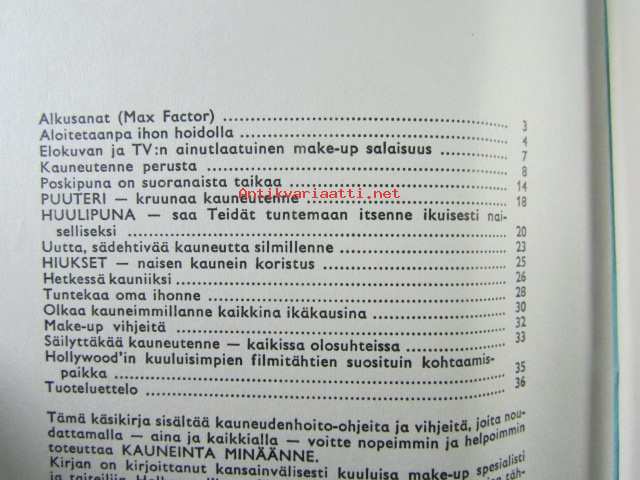 Alkusanat (Max Factor) 3
Aloitetaanpa ihon hoidolla 4
Elokuvan ja TV:n ainutlaatuinen make-up salaisuus 7
Kauneutenne perusta 8
Poskipuna on suoranaista taikaa 14
Antikvariaatti.net
PUUTERI — kruunaa kauneutenne 18
HUULIPUNA — saa Teidät tuntemaan itsenne ikuisesti nai-
selliseksi 20
Uutta, sädehtivää kauneutta silmillenne 23
HIUKSET — naisen kaunein koristus 25
Hetkessä kauniiksi 26
Tuntekaa oma ihonne 28
Olkaa kauneimmillanne kaikkina ikäkausina 30
Make-up vihjeitä 32
Säilyttäkää kauneutenne — kaikissa olosuhteissa 33
Hollywood'in kuuluisimpien filmitähtien suosituin kohtaamis-
paikka 35
Tuoteluettelo 36
Tämä käsikirja sisältää kauneudenhoito-ohjeita ja vihjeitä, joita nou-
dattamalla — aina ja kaikkialla — voitte nopeimmin ja helpoimmin
toteuttaa KAUNEINTA MINÄÄNNE.
Kirjan on kirjoittanut kansainvälisesti kuuluisa make-up spesialisti